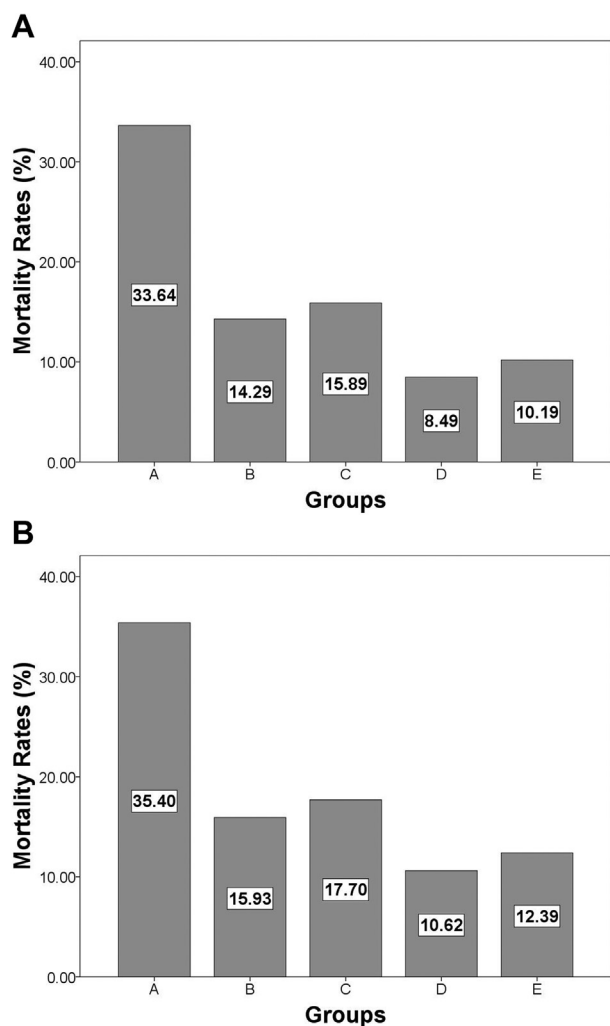 A
Mortality Rates (%)
40.00
30.00
20.00
10.00
0.00
33.64
14.29
15.89
8.49
10.19
A B C D E
Groups
B
Mortality Rates (%)
40.00
30.00
20.00
10.00
0.00
35.40
15.93
17.70
10.62
12.39
A B C D E
Groups